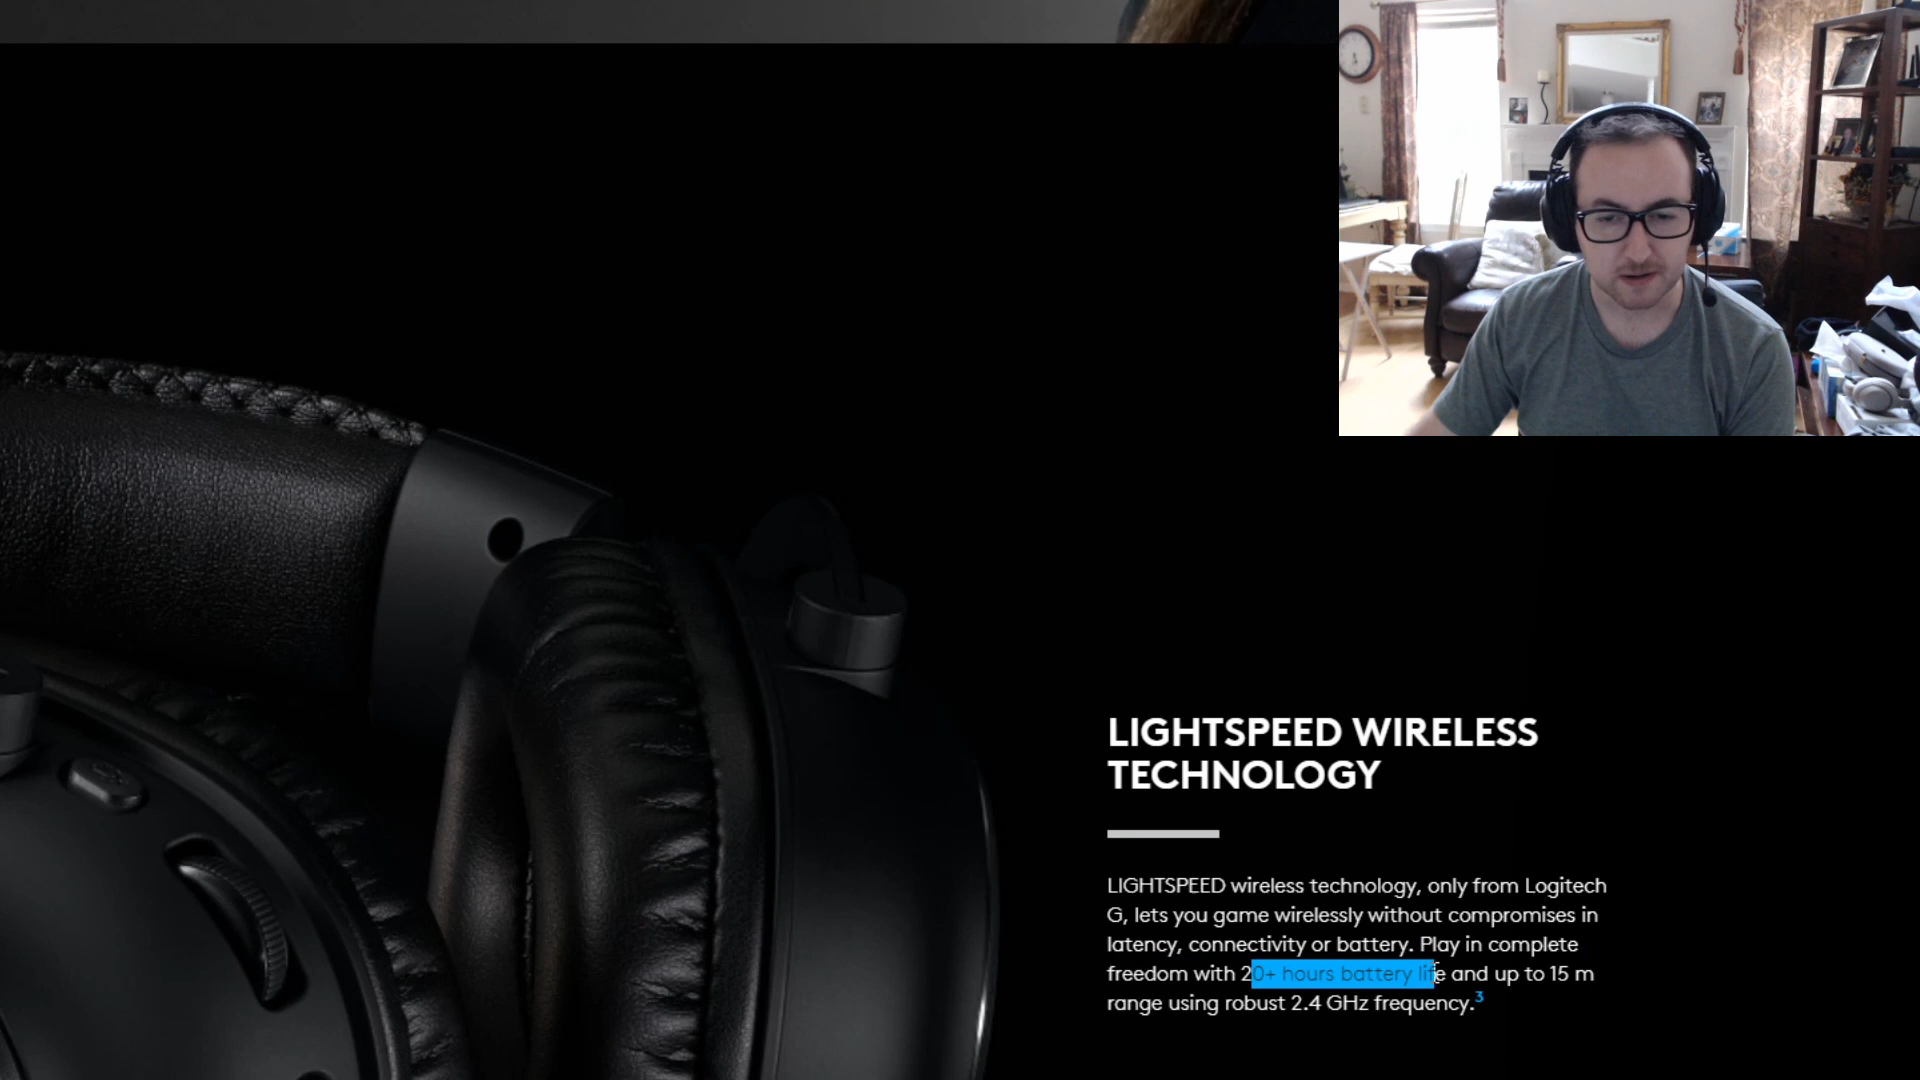 LIGHTSPEED WIRELESS
TECHNOLOGY
LIGHTSPEED wireless technology, only from Logitech
G, lets you game wirelessly without compromises in
latency, connectivity or battery. Play in complete
freedom with 20+ hours battery life and up to 15 m
range using robust 2.4 GHz frequency.3